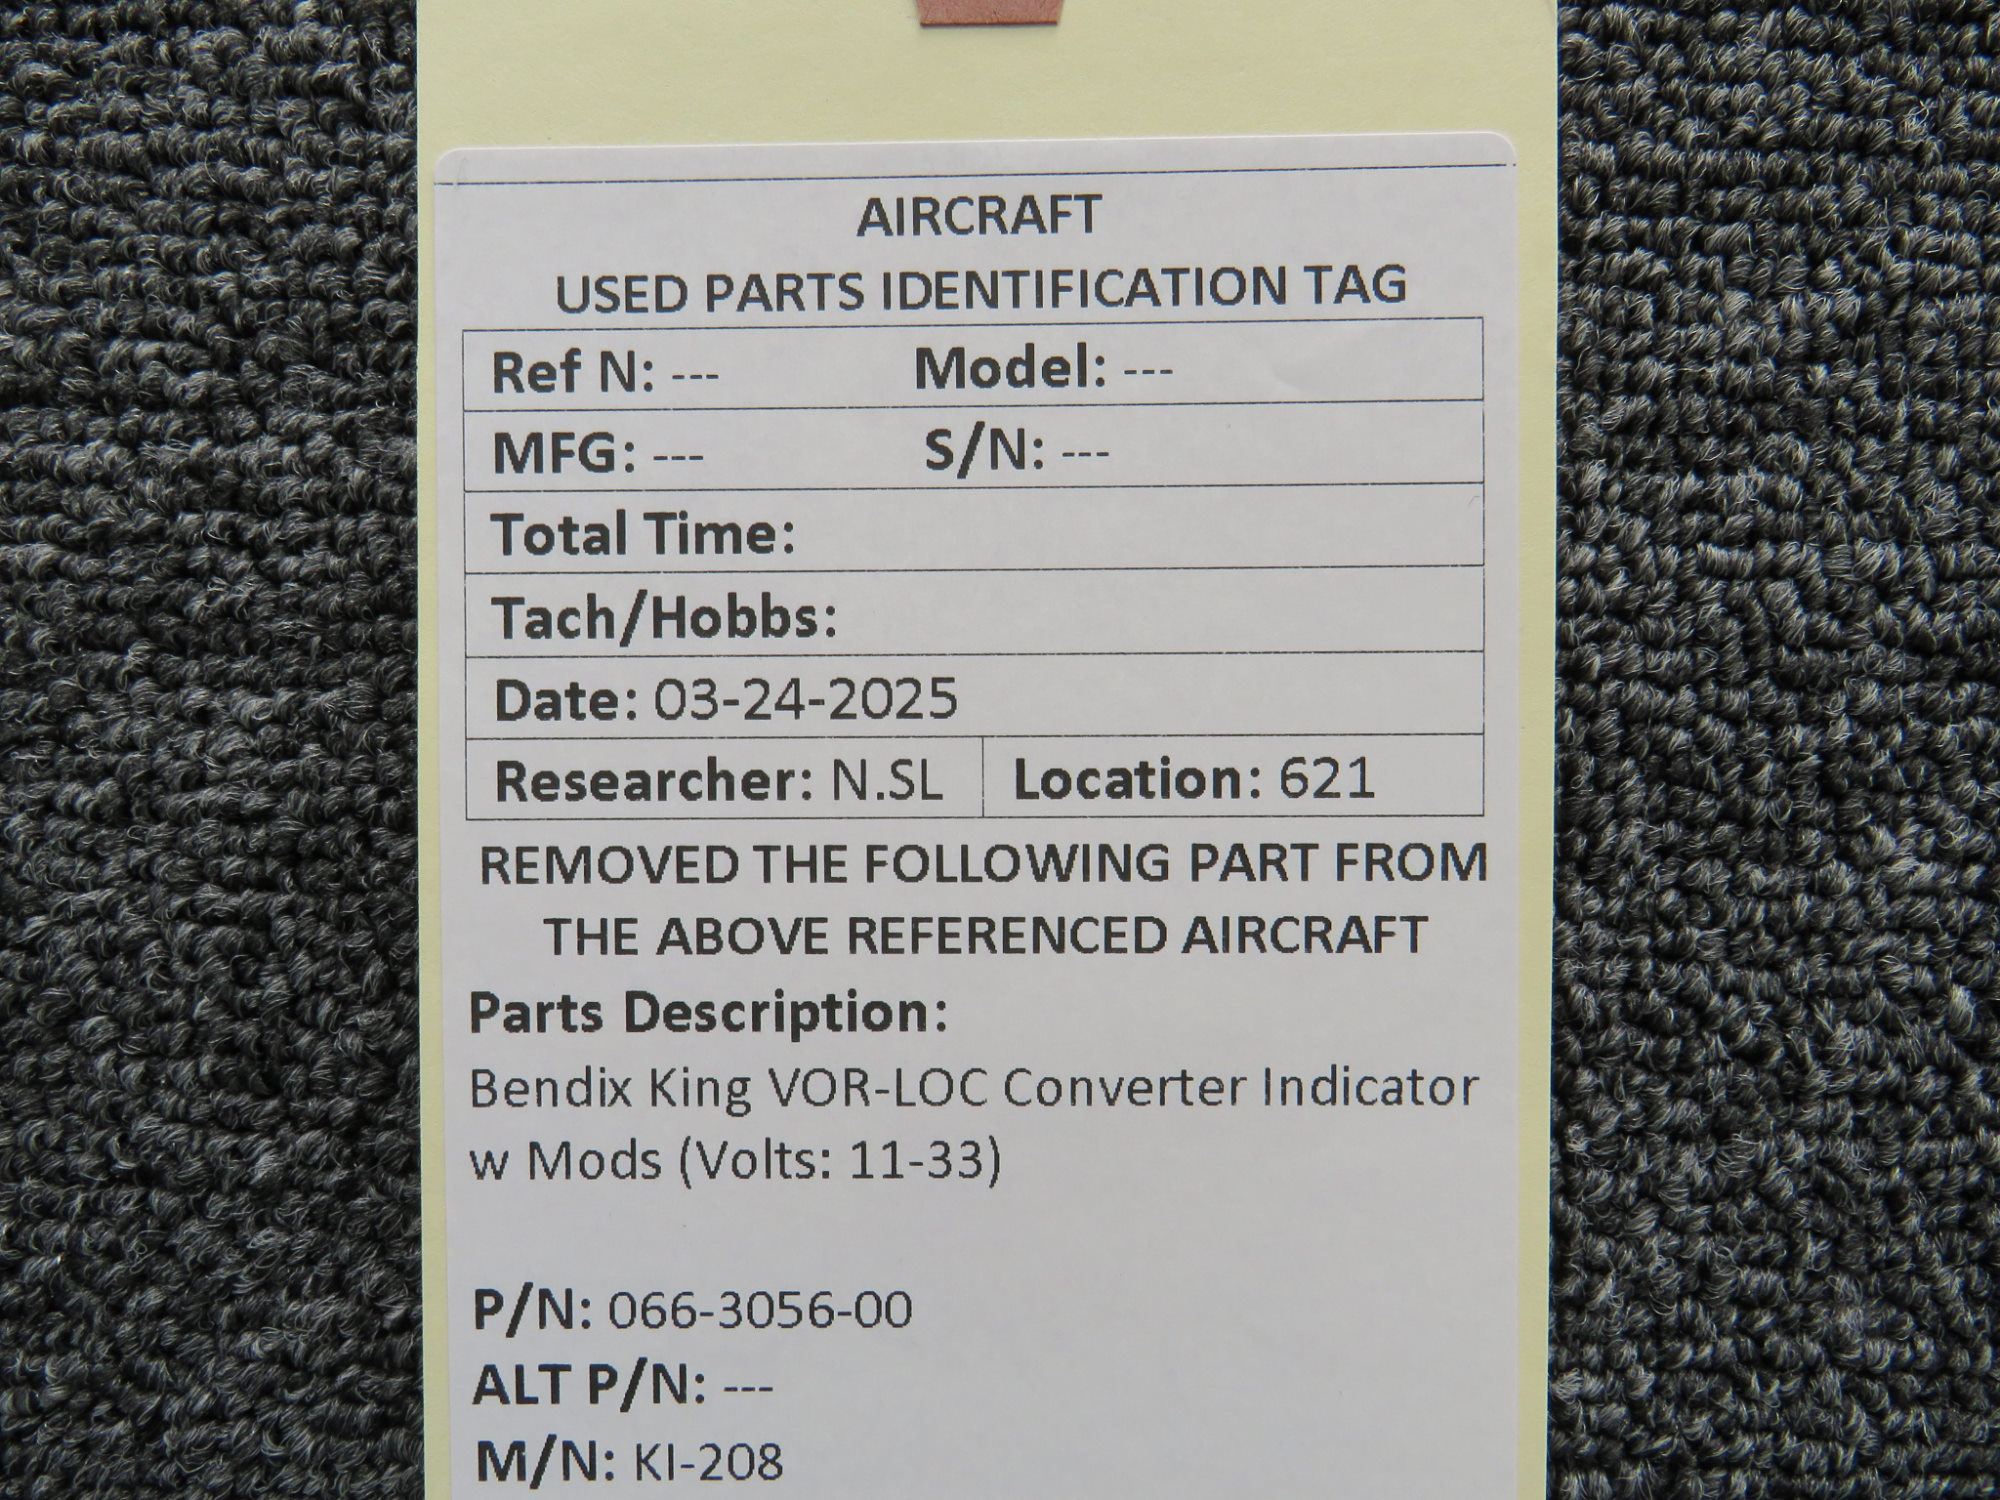 AIRCRAFT
USED PARTS IDENTIFICATION TAG
Ref N: --- Model: ---
MFG: --- S/N: ---
Total Time:
Tach/Hobbs:
Date: 03-24-2025
Researcher: N.SL Location: 621
REMOVED THE FOLLOWING PART FROM
THE ABOVE REFERENCED AIRCRAFT
Parts Description:
Bendix King VOR-LOC Converter Indicator
w Mods (Volts: 11-33)
P/N: 066-3056-00
ALT P/N: ---
M/N: KI-208